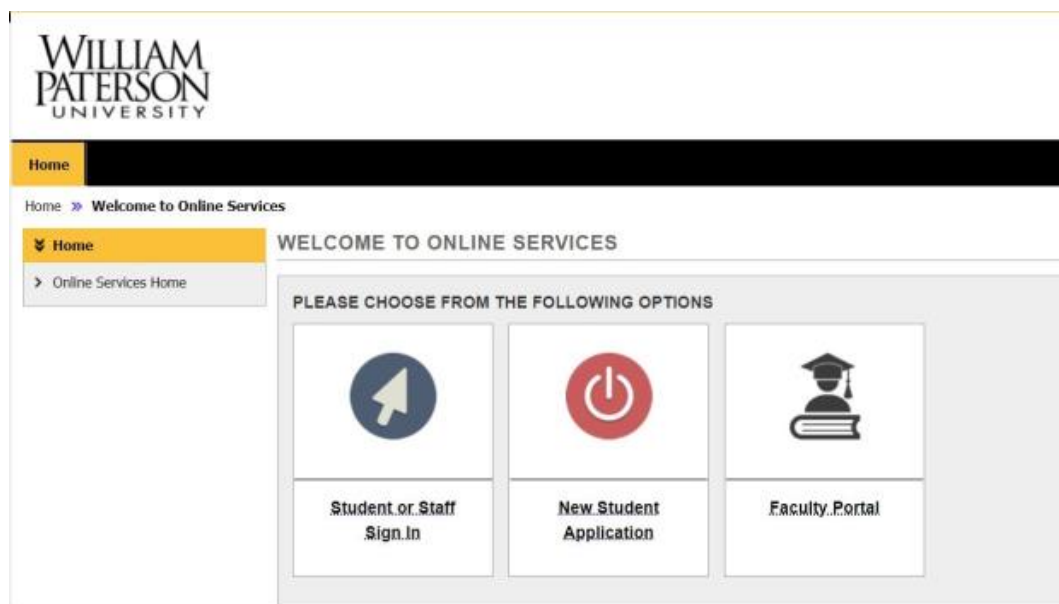 WILLIAM
PATERSON
UNIVERSITY
Home
Home » Welcome to Online Services
Home
Online Services Home
WELCOME TO ONLINE SERVICES
PLEASE CHOOSE FROM THE FOLLOWING OPTIONS
Student or Staff
Sign In
New Student
Application
Faculty Portal